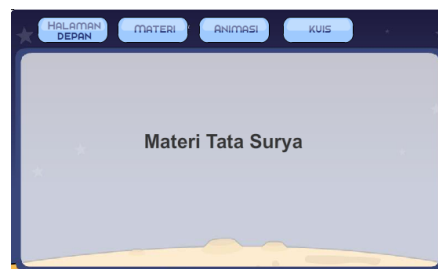 HALAMAN
DEPAN
MATERI
ANIMASI
KUIS
Materi Tata Surya